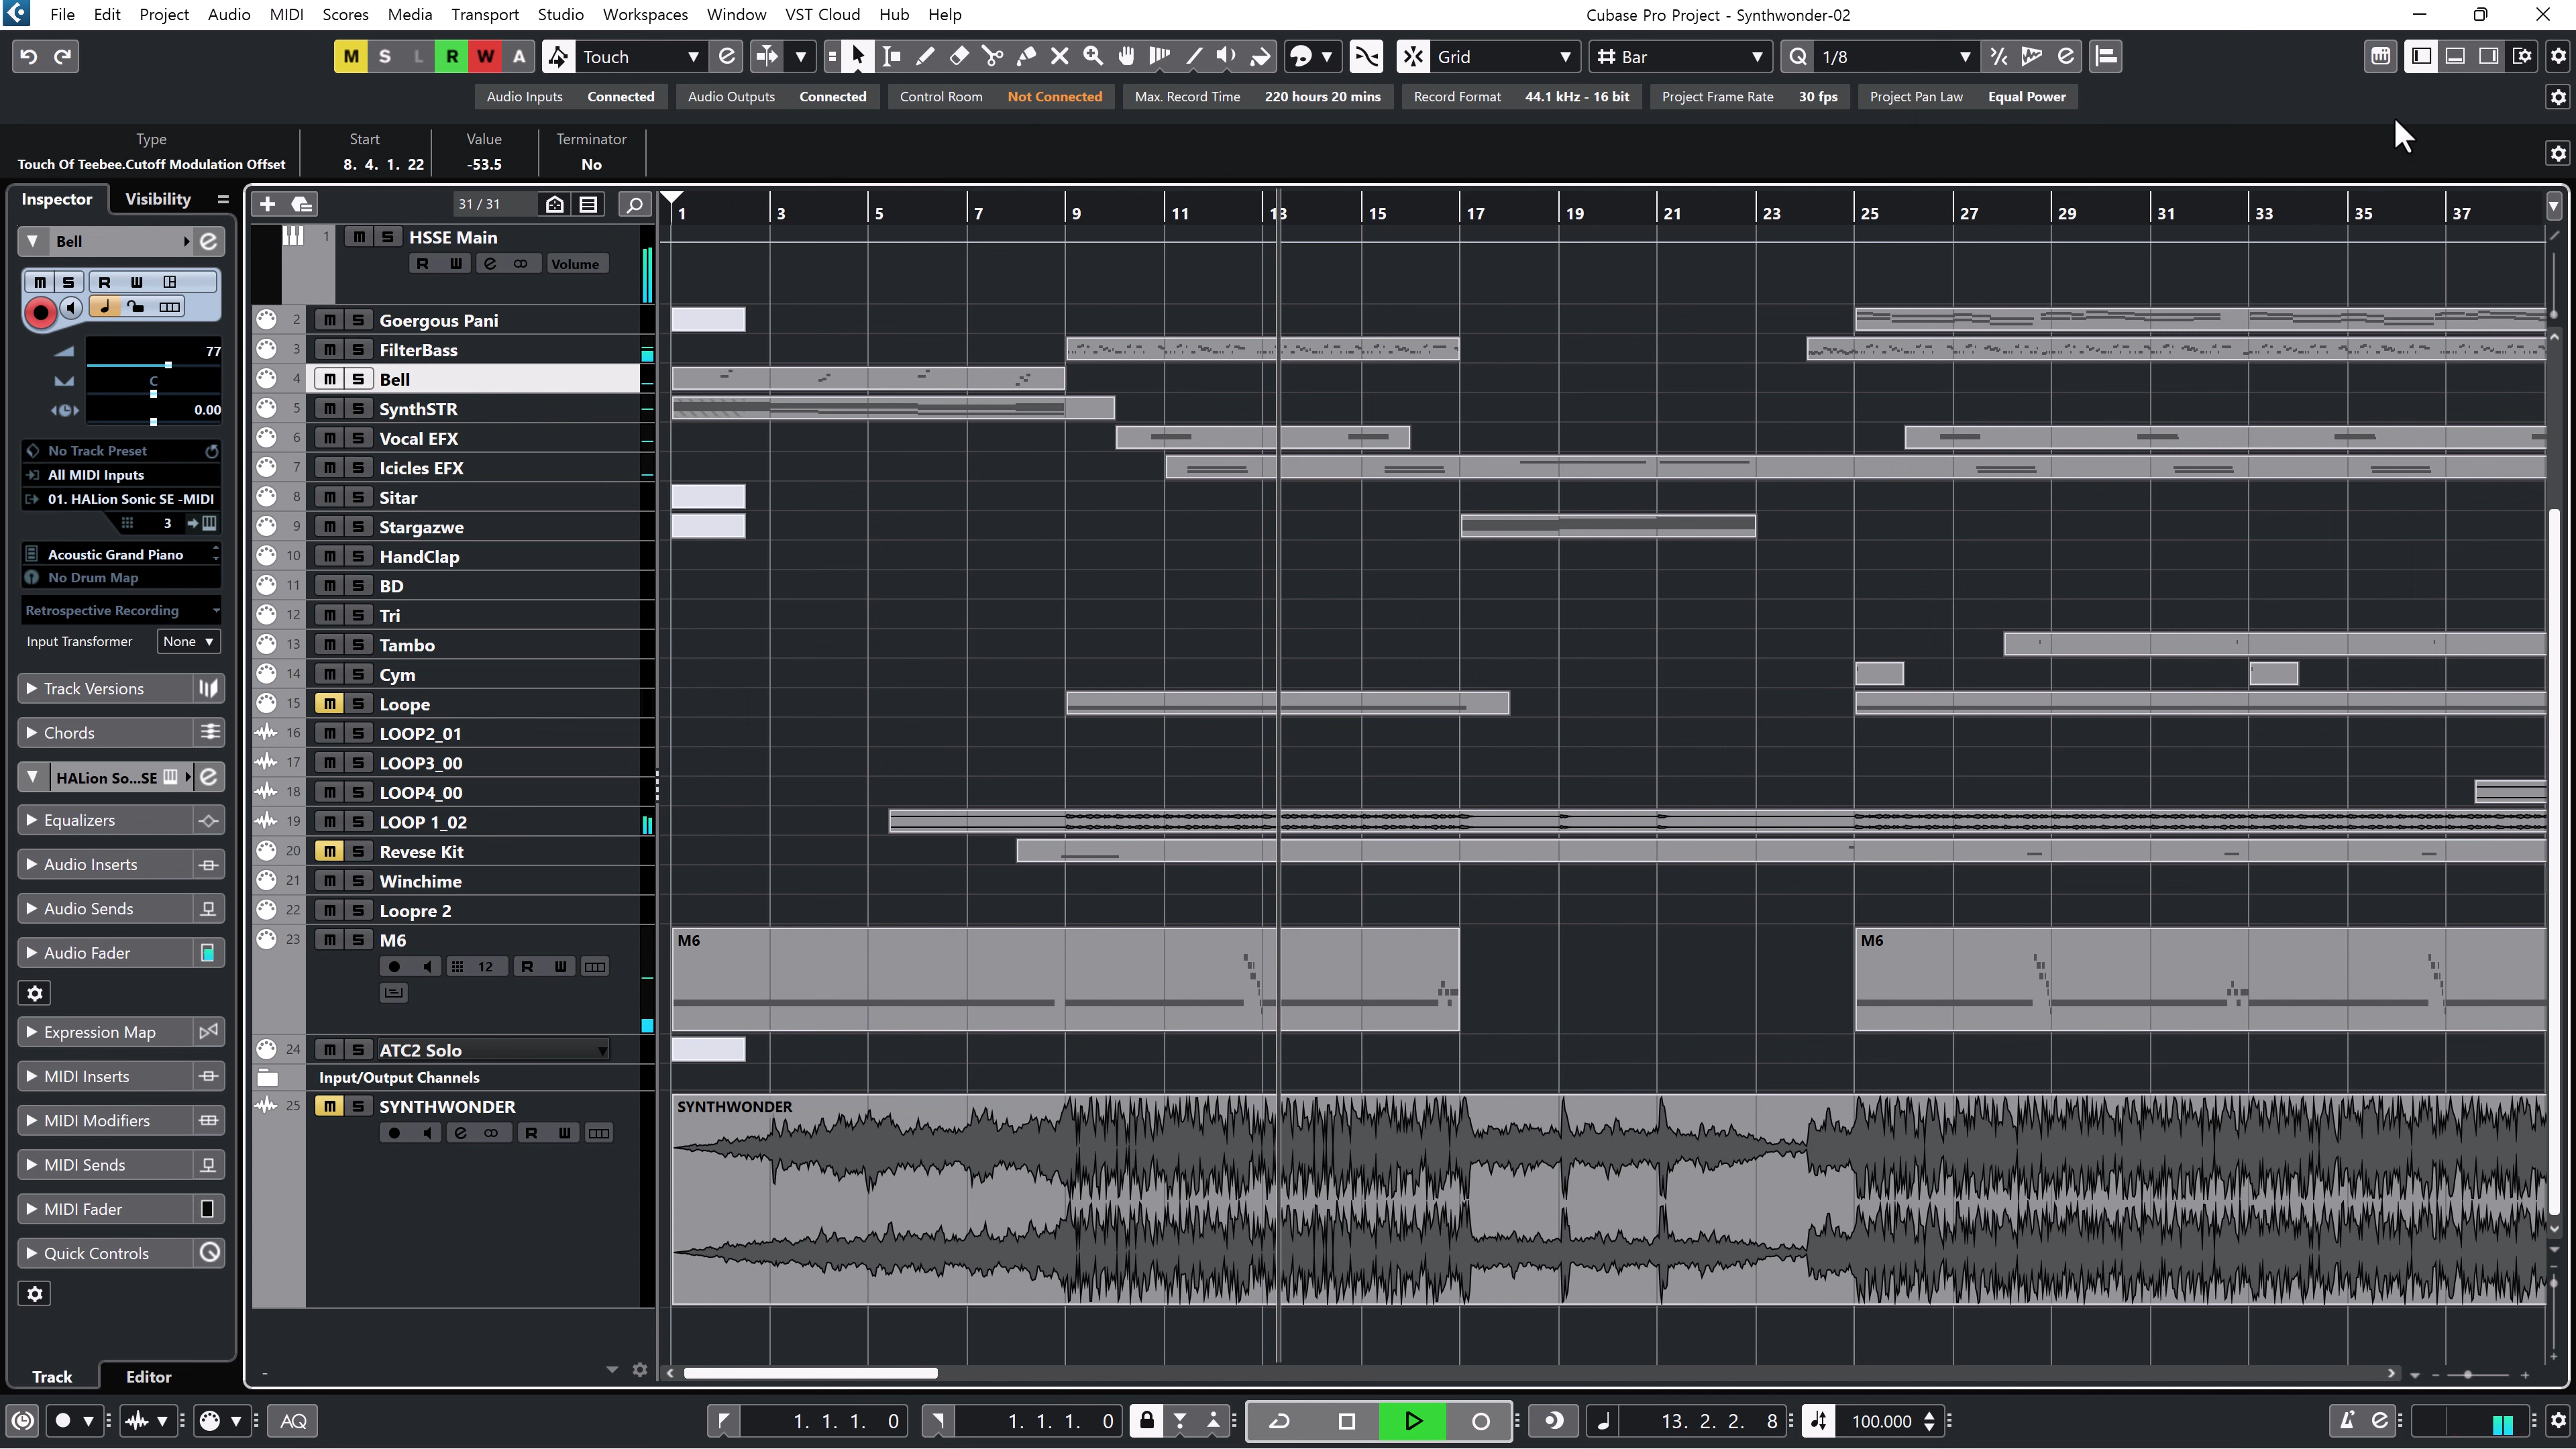 File Edit Project Audio MIDI Scores Media Transport Studio Workspaces Window VST Cloud Hub Help
Cubase Pro Project - Synthwonder-02
M S L R W A Touch Grid Bar Q 1/8
Audio Inputs Connected Audio Outputs Connected Control Room Not Connected Max. Record Time 220 hours 20 mins Record Format 44.1 kHz - 16 bit Project Frame Rate 30 fps Project Pan Law Equal Power
Type Start Value Terminator
Touch Of Teebee.Cutoff Modulation Offset 8. 4. 1. 22 -53.5 No
Inspector Visibility
31 / 31
1 3 5 7 9 11 13 15 17 19 21 23 25 27 29 31 33 35 37
Bell
M S R W
77
C
0.00
No Track Preset
All MIDI Inputs
01. HALion Sonic SE -MIDI
3
Acoustic Grand Piano
No Drum Map
Retrospective Recording
Input Transformer None
Track Versions
Chords
HALion So...SE
Equalizers
Audio Inserts
Audio Sends
Audio Fader
Expression Map
MIDI Inserts
MIDI Modifiers
MIDI Sends
MIDI Fader
Quick Controls
Track Editor
1 M S HSSE Main
R W Volume
2 M S Goergous Pani
3 M S FilterBass
4 M S Bell
5 M S SynthSTR
6 M S Vocal EFX
7 M S Icicles EFX
8 M S Sitar
9 M S Stargazwe
10 M S HandClap
11 M S BD
12 M S Tri
13 M S Tambo
14 M S Cym
15 M S Loope
16 M S LOOP2_01
17 M S LOOP3_00
18 M S LOOP4_00
19 M S LOOP 1_02
20 M S Revese Kit
21 M S Winchime
22 M S Loopre 2
23 M S M6
12 R W
M6
M6
24 M S ATC2 Solo
Input/Output Channels
25 M S SYNTHWONDER
R W
SYNTHWONDER
AQ 1. 1. 1. 0 1. 1. 1. 0 13. 2. 2. 8 100.000